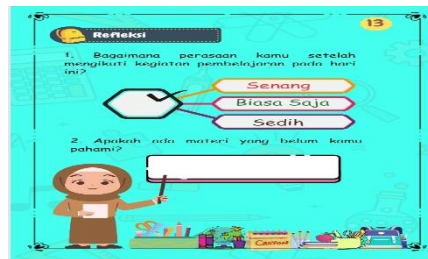 13
Refleksi
1. Bagaimana perasaan kamu setelah
mengikuti kegiatan pembelajaran pada hari
ini?
Senang
Biasa Saja
Sedih
2. Apakah ada materi yang belum kamu
pahami?